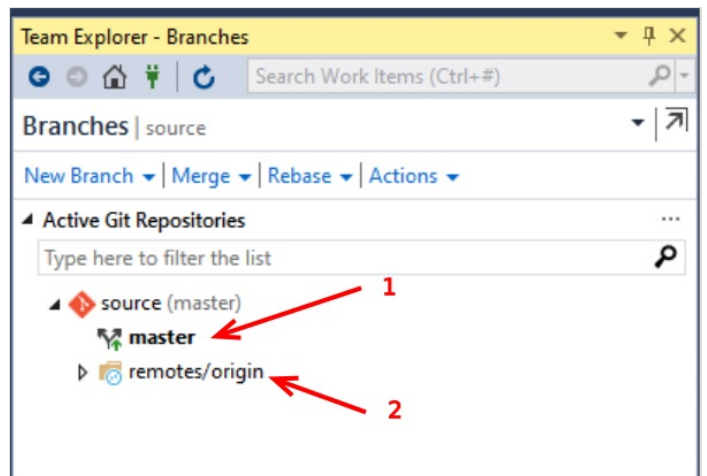 Team Explorer - Branches
Search Work Items (Ctrl+#)
Branches | source
New Branch | Merge | Rebase | Actions
Active Git Repositories ...
Type here to filter the list
1
source (master)
master
remotes/origin
2